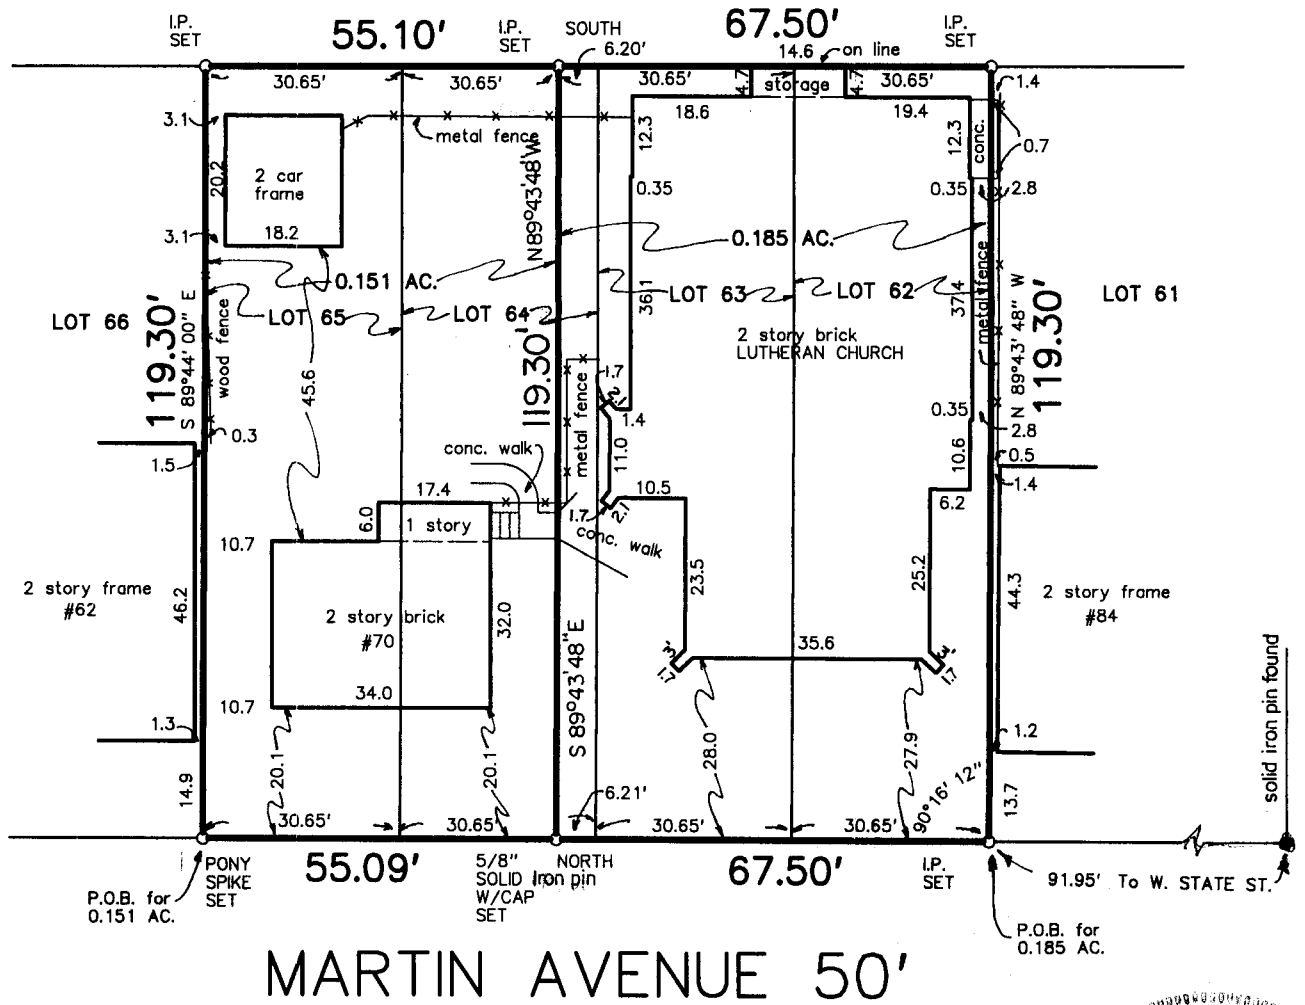 I.P.
SET
55.10'
I.P.
SET
SOUTH
6.20'
67.50'
14.6
on line
I.P.
SET
30.65'
30.65'
30.65'
4.7
storage
4.7
30.65'
1.4
3.1
metal fence
18.6
19.4
12.3
12.3
conc.
0.7
20.2
2 car
frame
N 89°43'48" W
0.35
0.35
2.8
3.1
18.2
0.185 AC.
0.151 AC.
36.1
37.4
metal fence
LOT 66
119.30'
S 89°44' 00" E
wood fence
LOT 65
LOT 64
LOT 63
LOT 62
LOT 61
N 89°43' 48" W
119.30'
2 story brick
LUTHERAN CHURCH
119.30'
45.6
metal fence
1.7
2.1
1.4
0.35
2.8
0.3
1.5
conc. walk
11.0
10.6
0.5
1.4
17.4
10.5
6.2
6.0
1 story
1.7
2.1
conc. walk
10.7
2 story frame
#62
46.2
2 story brick
#70
32.0
23.5
25.2
44.3
2 story frame
#84
S 89°43'48" E
35.6
1.7
1.7
34.0
10.7
solid iron pin found
1.3
1.2
14.9
20.1
20.1
28.0
27.9
90°16' 12"
13.7
6.21'
30.65'
30.65'
30.65'
30.65'
PONY
SPIKE
SET
55.09'
5/8"
SOLID Iron pin
W/CAP
SET
NORTH
67.50'
I.P.
SET
91.95' To W. STATE ST.
P.O.B. for
0.151 AC.
P.O.B. for
0.185 AC.
MARTIN AVENUE 50'